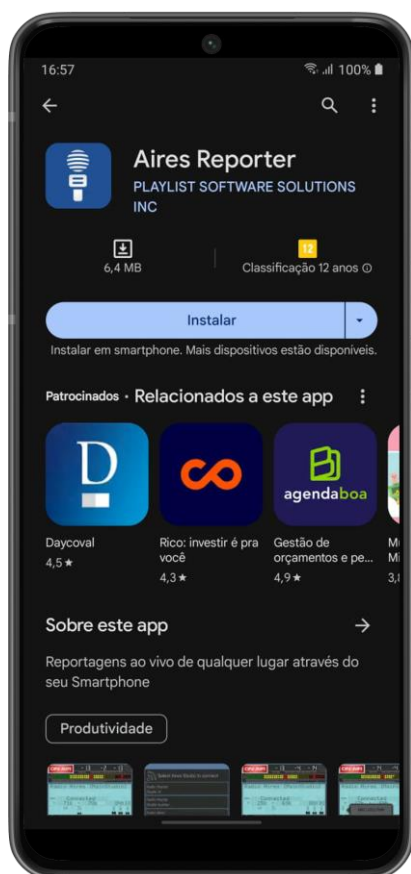 16:57
100%
Aires Reporter
PLAYLIST SOFTWARE SOLUTIONS
INC
12
6,4 MB
Classificação 12 anos
Instalar
Instalar em smartphone. Mais dispositivos estão disponíveis.
Patrocinados • Relacionados a este app
D
agendaboa
Daycoval
4,5★
Rico: investir é pra
você
4,3★
Gestão de
orçamentos e pe...
4,9★
Sobre este app
Reportagens ao vivo de qualquer lugar através do
seu Smartphone
Produtividade